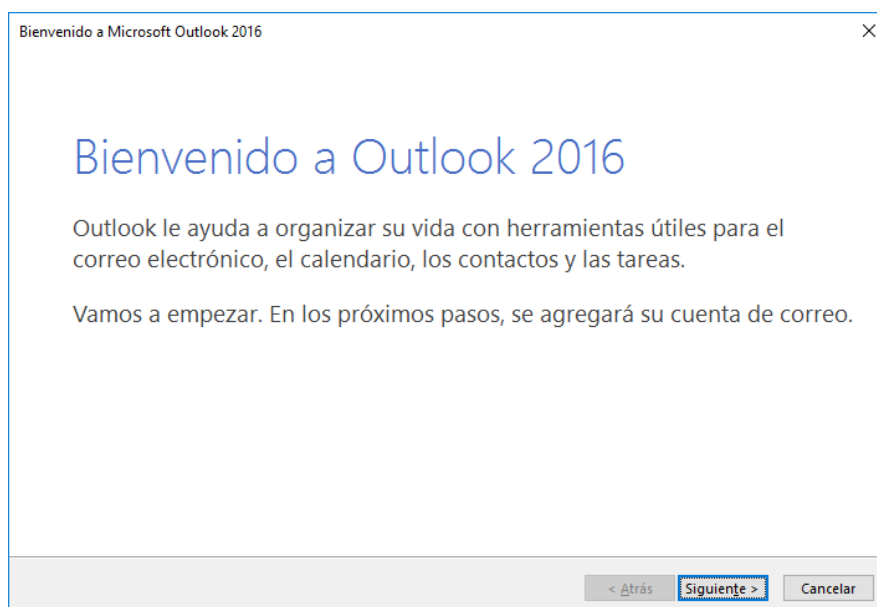 Bienvenido a Microsoft Outlook 2016
Bienvenido a Outlook 2016
Outlook le ayuda a organizar su vida con herramientas útiles para el
correo electrónico, el calendario, los contactos y las tareas.
Vamos a empezar. En los próximos pasos, se agregará su cuenta de correo.
< Atrás Siguiente > Cancelar